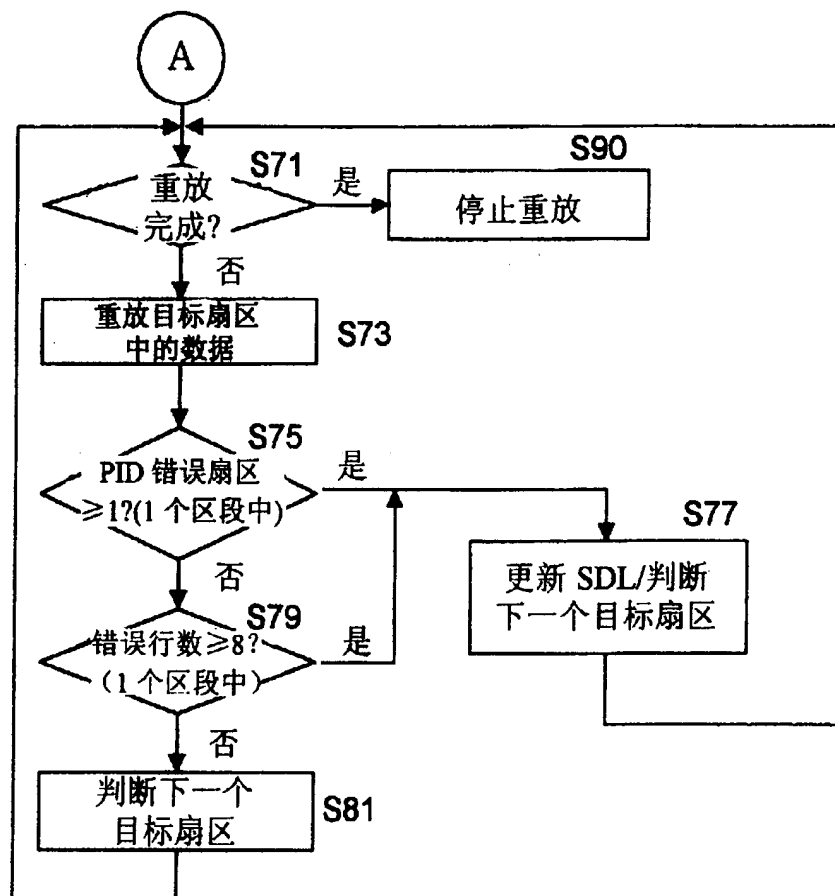 A
S71
重放
完成?
是
S90
停止重放
否
重放目标扇区
中的数据
S73
S75
PID 错误扇区
≥1?(1 个区段中)
是
S77
更新 SDL/判断
下一个目标扇区
否
S79
错误行数≥8?
(1 个区段中)
是
否
判断下一个
目标扇区
S81